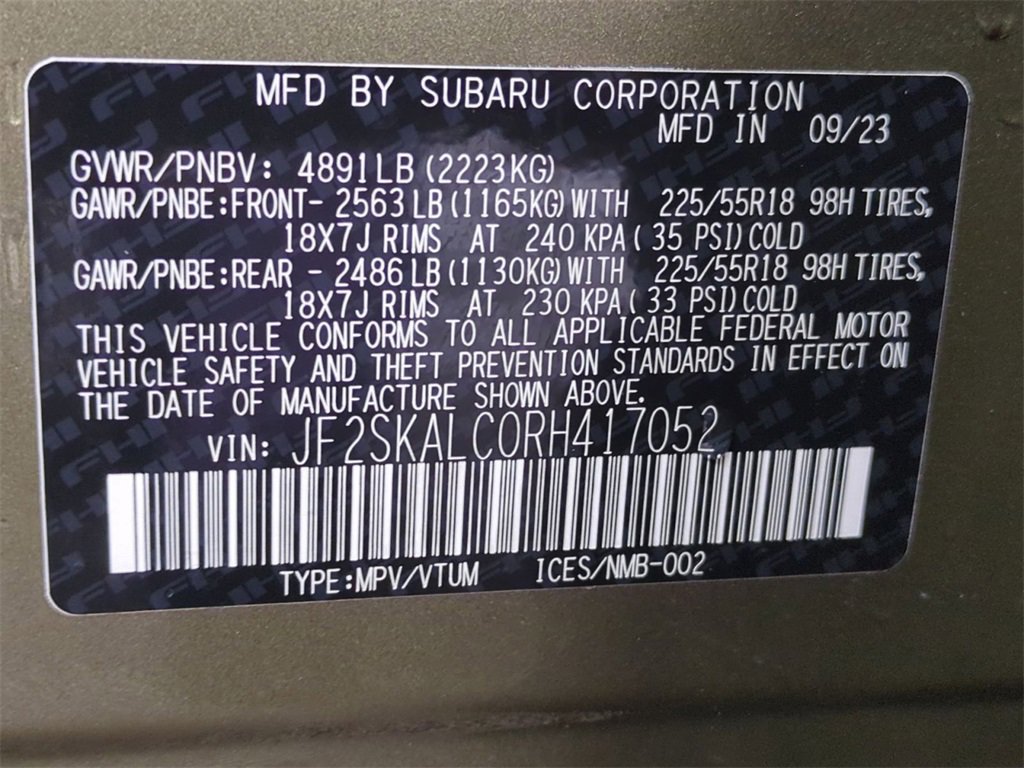 MFD BY SUBARU CORPORATION
MFD IN 09/23
GVWR/PNBV: 4891LB (2223KG)
GAWR/PNBE:FRONT- 2563 LB (1165KG) WITH 225/55R18 98H TIRES,
18X7J RIMS AT 240 KPA ( 35 PSI) COLD
GAWR/PNBE:REAR - 2486 LB (1130KG) WITH 225/55R18 98H TIRES,
18X7J RIMS AT 230 KPA ( 33 PSI) COLD
THIS VEHICLE CONFORMS TO ALL APPLICABLE FEDERAL MOTOR
VEHICLE SAFETY AND THEFT PREVENTION STANDARDS IN EFFECT ON
THE DATE OF MANUFACTURE SHOWN ABOVE.
VIN: JF2SKALC0RH417052
TYPE:MPV/VTUM ICES/NMB-002